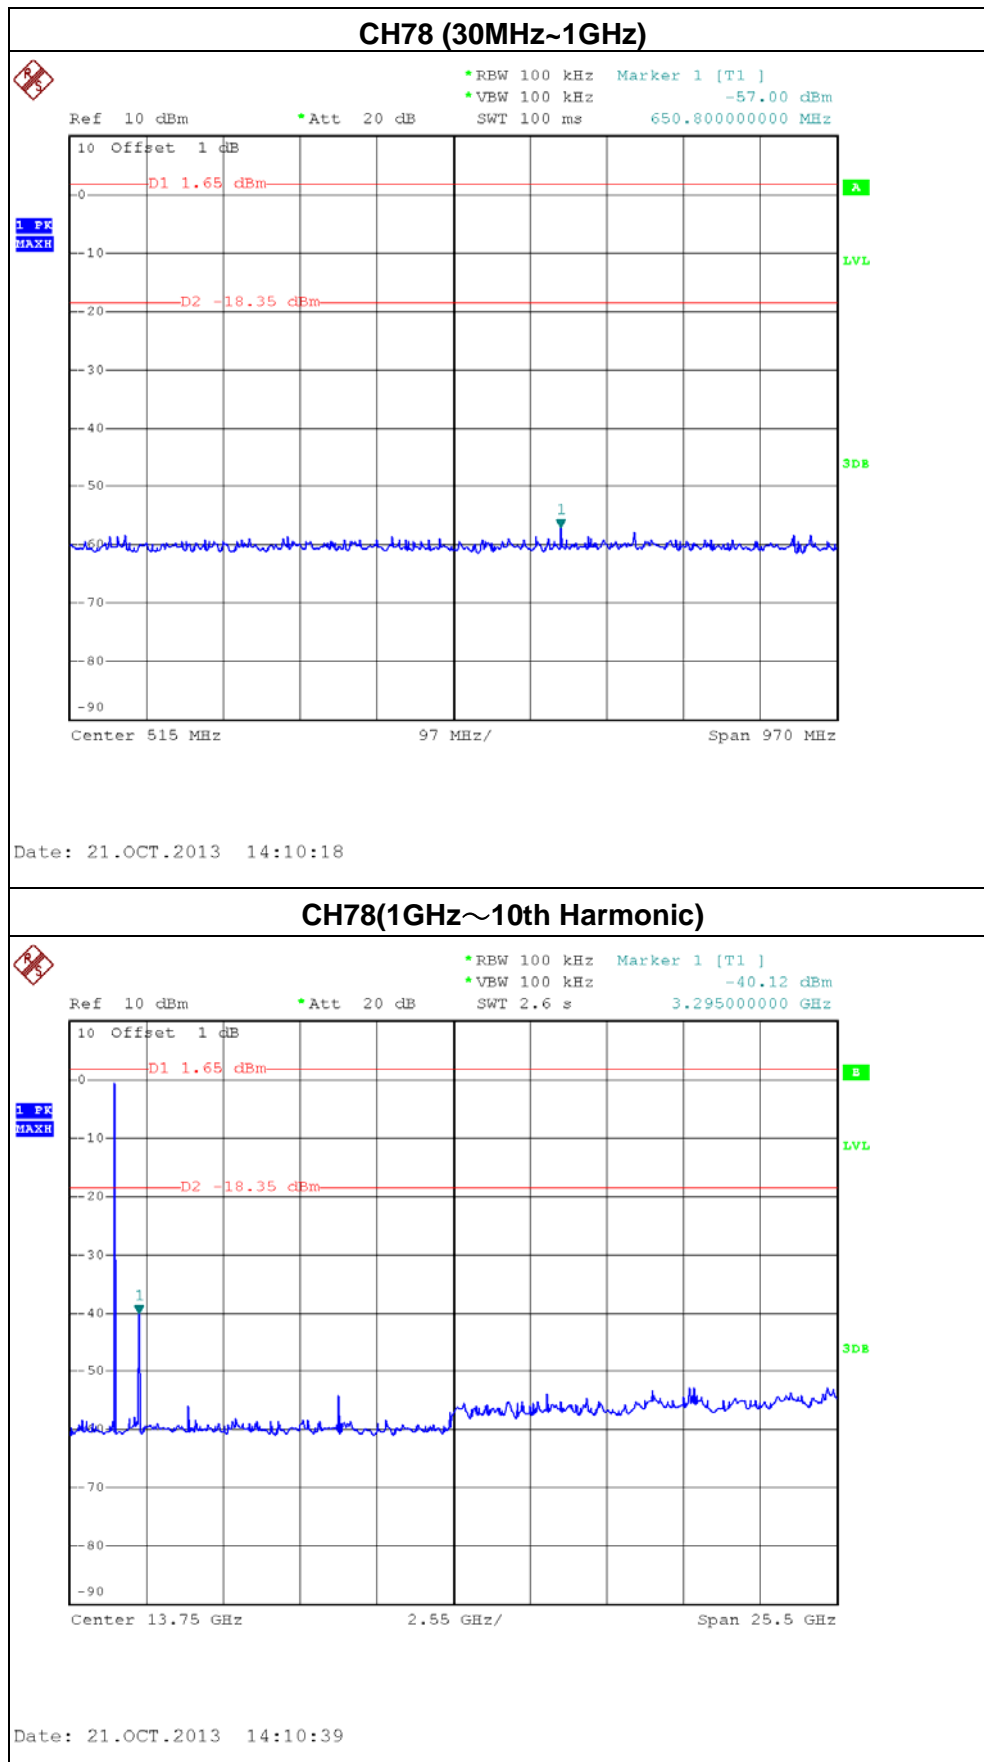 CH78 (30MHz~1GHz)
R S
*RBW 100 kHz Marker 1 [T1 ]
*VBW 100 kHz -57.00 dBm
Ref 10 dBm *Att 20 dB SWT 100 ms 650.800000000 MHz
10 Offset 1 dB
D1 1.65 dBm
0
A
1 PK
MAXH
-10
LVL
D2 -18.35 dBm
-20
-30
-40
3DB
-50
1
-60
-70
-80
-90
Center 515 MHz 97 MHz/ Span 970 MHz
Date: 21.OCT.2013 14:10:18
CH78(1GHz～10th Harmonic)
R S
*RBW 100 kHz Marker 1 [T1 ]
*VBW 100 kHz -40.12 dBm
Ref 10 dBm *Att 20 dB SWT 2.6 s 3.295000000 GHz
10 Offset 1 dB
D1 1.65 dBm
0
B
1 PK
MAXH
-10
LVL
D2 -18.35 dBm
-20
-30
1
-40
3DB
-50
-60
-70
-80
-90
Center 13.75 GHz 2.55 GHz/ Span 25.5 GHz
Date: 21.OCT.2013 14:10:39